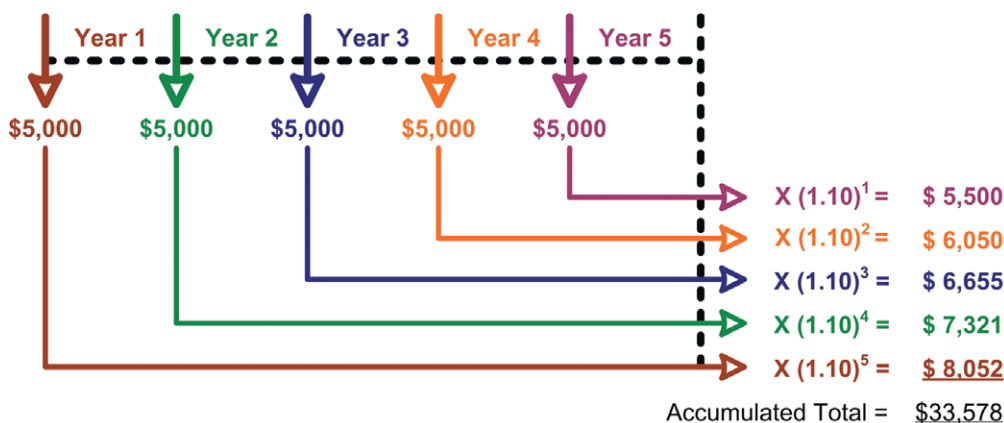 Year 1 Year 2 Year 3 Year 4 Year 5
$5,000 $5,000 $5,000 $5,000 $5,000
X (1.10)¹ = $ 5,500
X (1.10)² = $ 6,050
X (1.10)³ = $ 6,655
X (1.10)⁴ = $ 7,321
X (1.10)⁵ = $ 8,052
Accumulated Total = $33,578